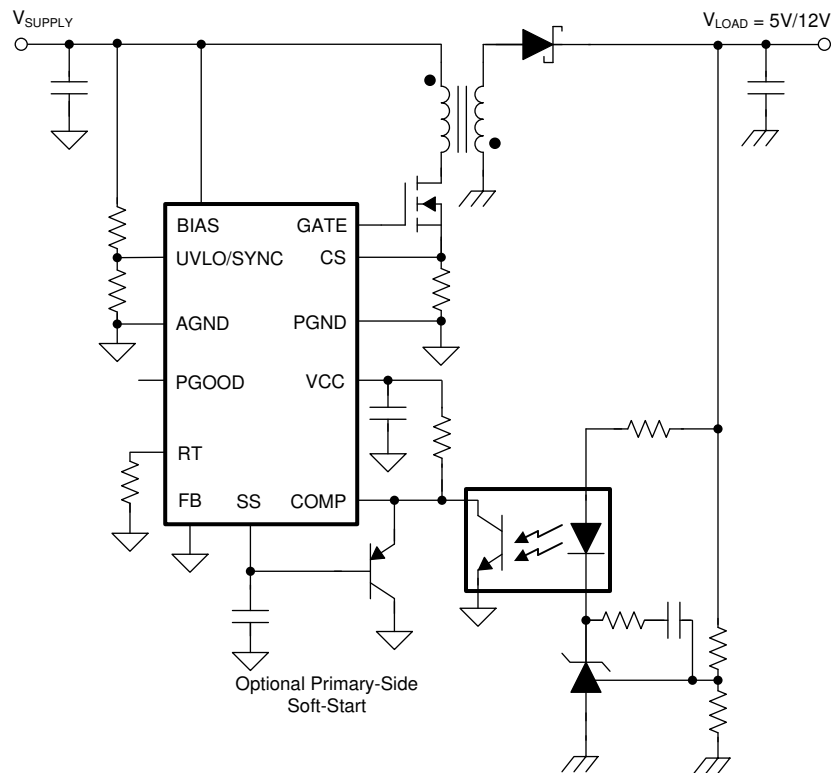 VSUPPLY
VLOAD = 5V/12V
BIAS
GATE
UVLO/SYNC
CS
AGND
PGND
PGOOD
VCC
RT
FB
SS
COMP
Optional Primary-Side
Soft-Start